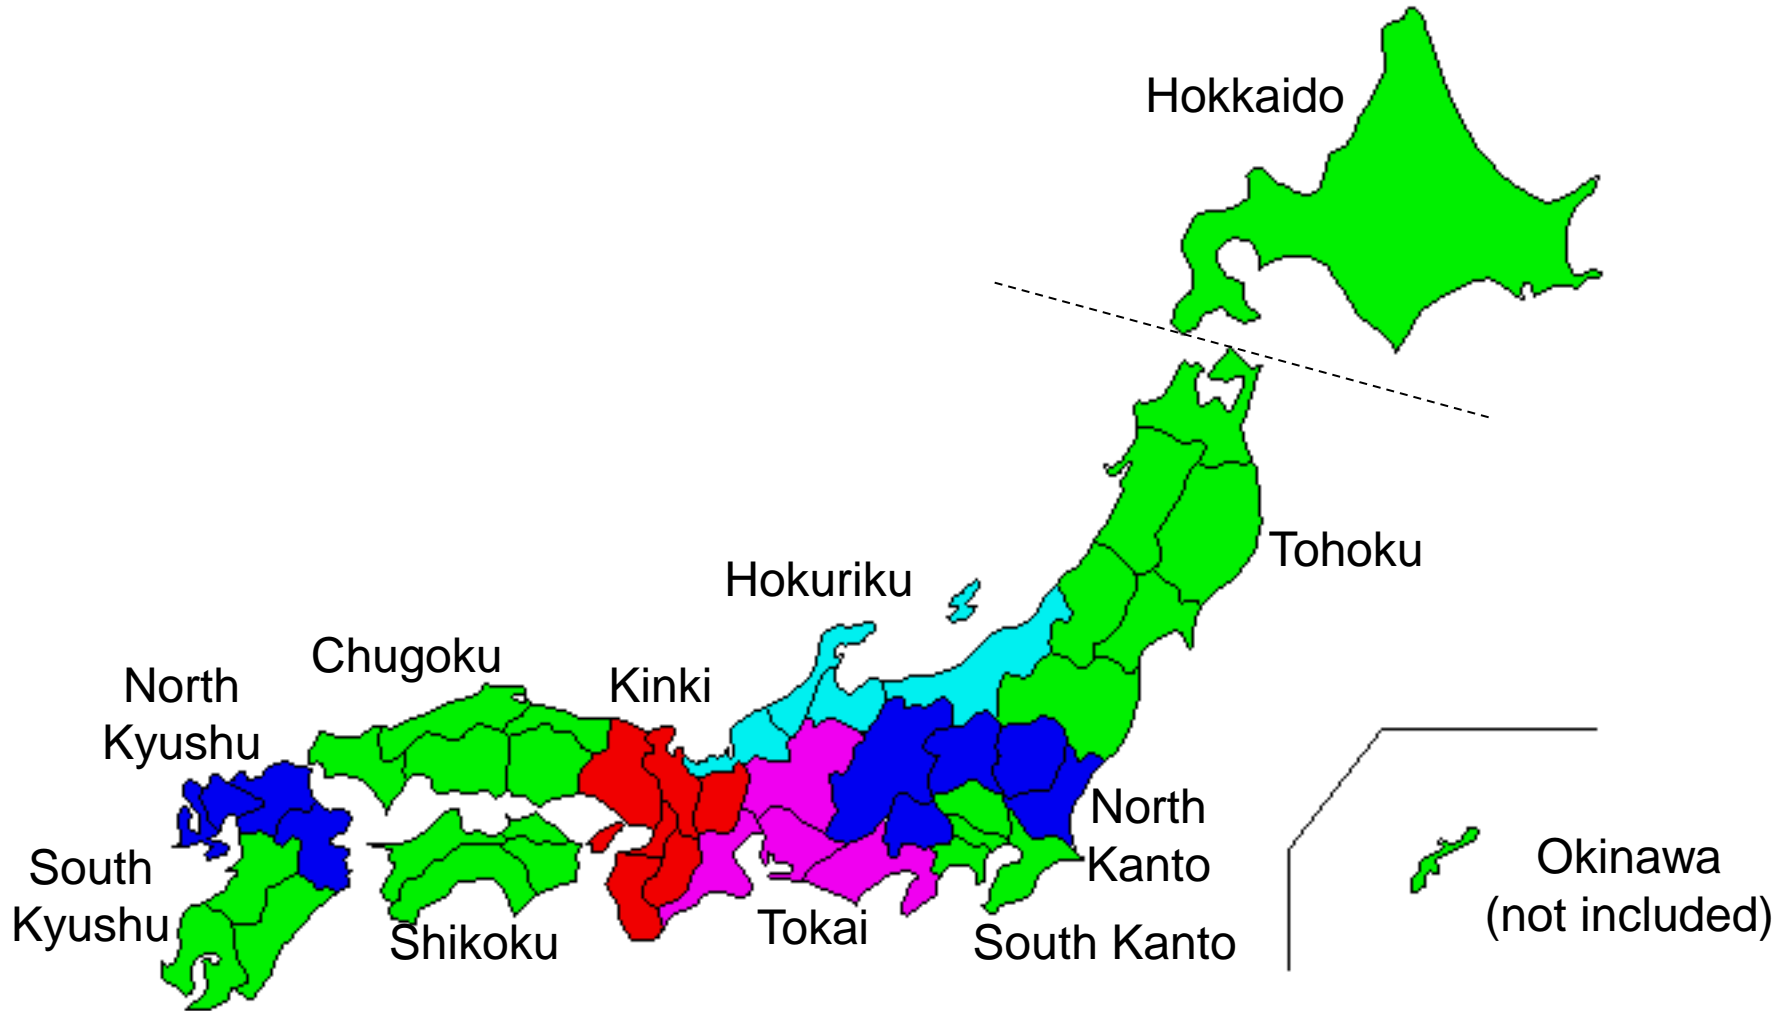 Hokkaido
Tohoku
Hokuriku
Chugoku
Kinki
North
Kyushu
North
Kanto
South
Kyushu
Shikoku
Tokai
South Kanto
Okinawa
(not included)